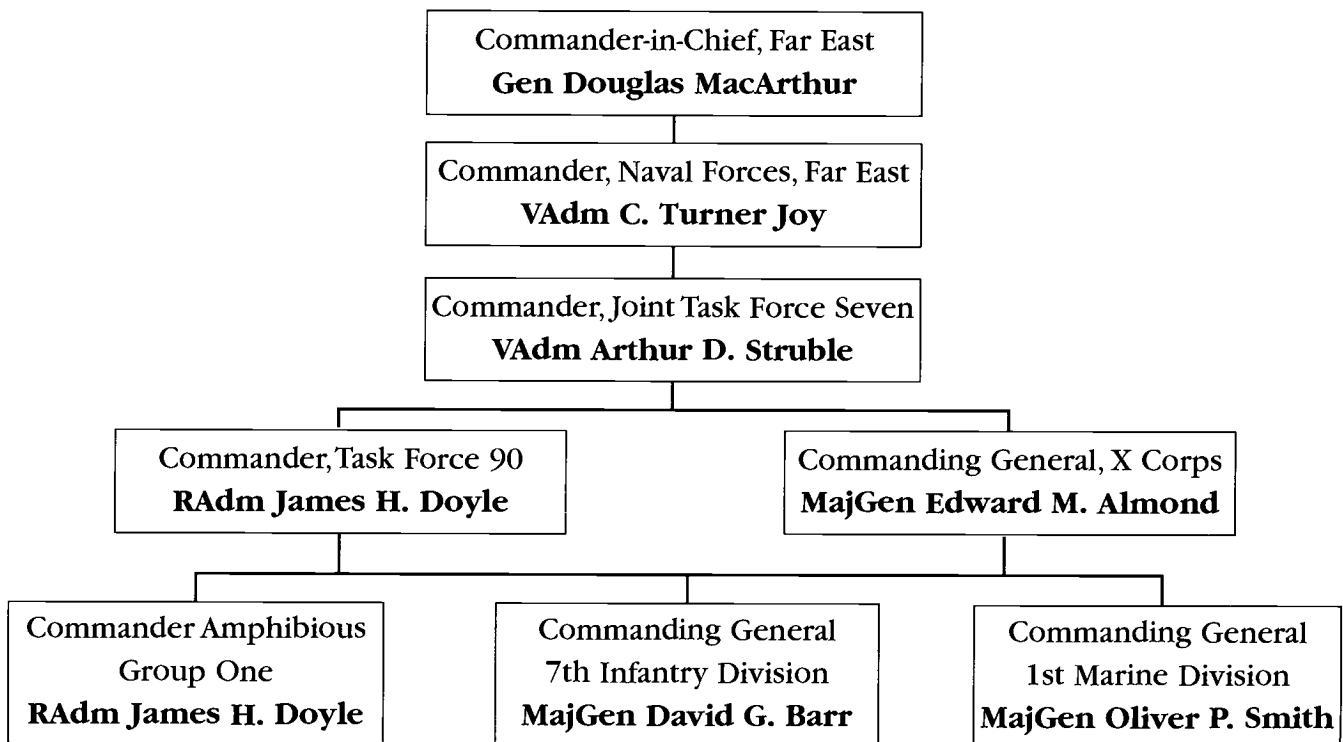 Commander-in-Chief, Far East
Gen Douglas MacArthur
Commander, Naval Forces, Far East
VAdm C. Turner Joy
Commander, Joint Task Force Seven
VAdm Arthur D. Struble
Commander, Task Force 90
RAdm James H. Doyle
Commanding General, X Corps
MajGen Edward M. Almond
Commander Amphibious
Group One
RAdm James H. Doyle
Commanding General
7th Infantry Division
MajGen David G. Barr
Commanding General
1st Marine Division
MajGen Oliver P. Smith